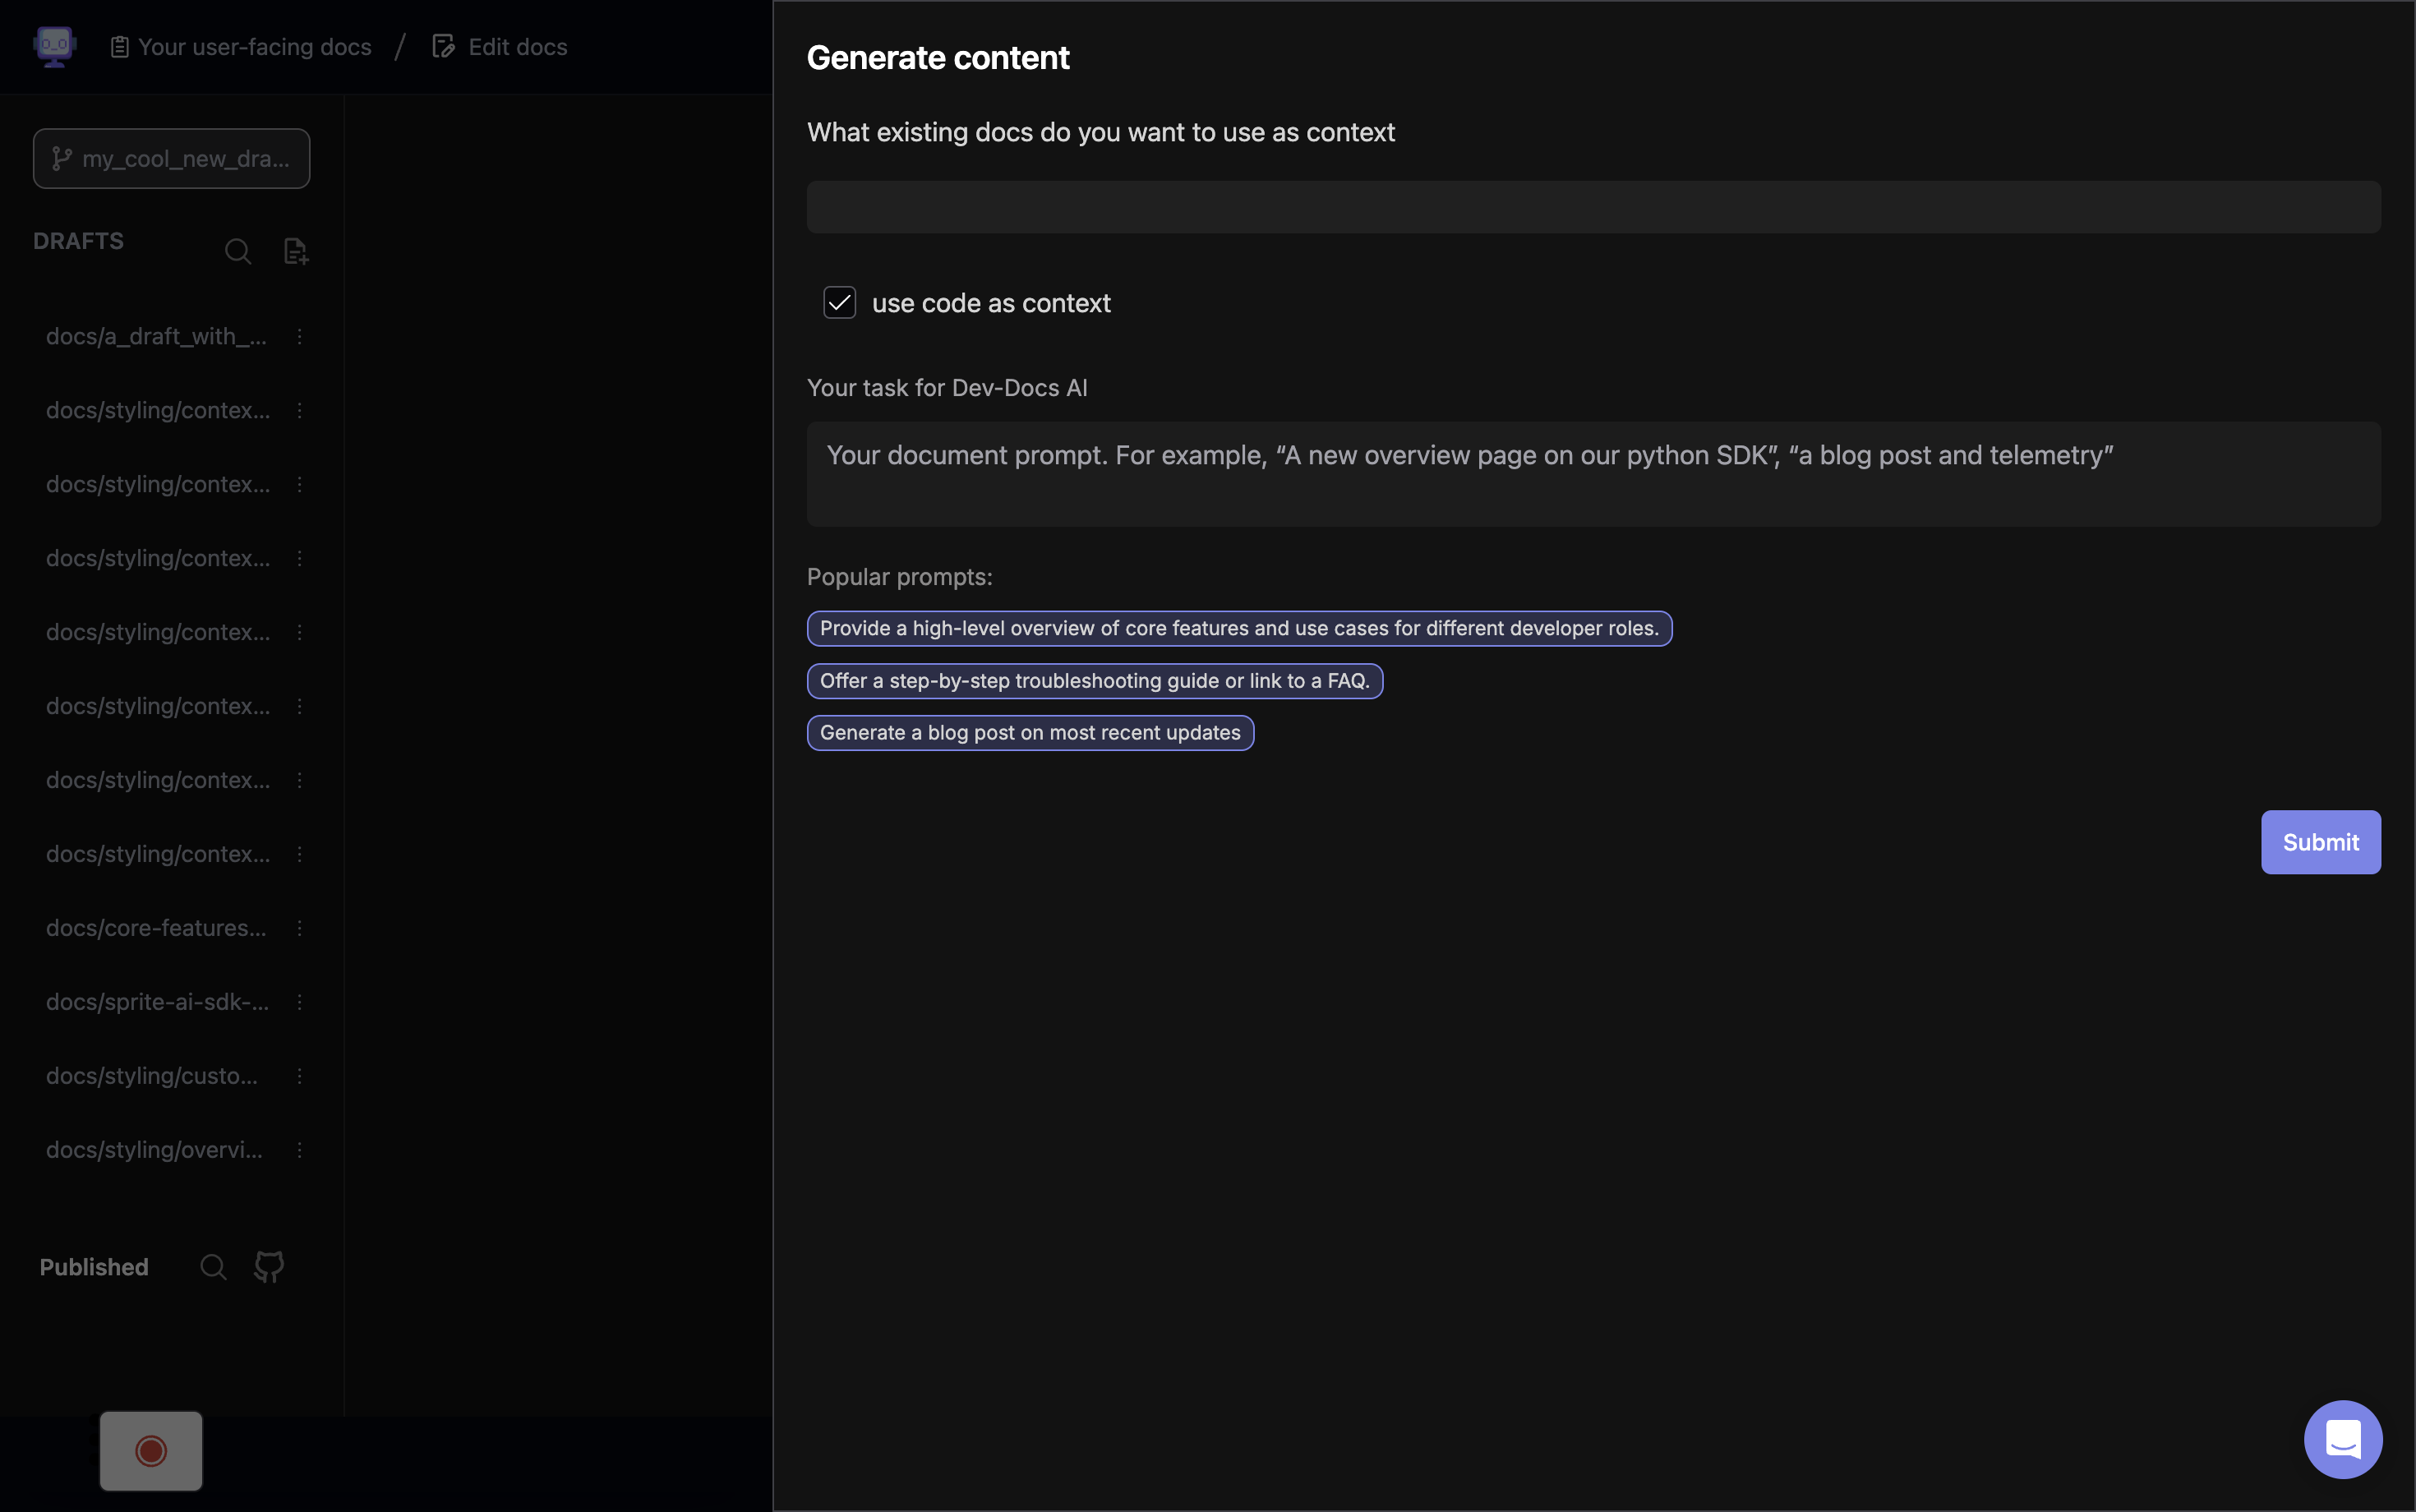 Your user-facing docs / Edit docs
my_cool_new_dra...
DRAFTS
docs/a_draft_with_...
docs/styling/contex...
docs/styling/contex...
docs/styling/contex...
docs/styling/contex...
docs/styling/contex...
docs/styling/contex...
docs/styling/contex...
docs/core-features...
docs/sprite-ai-sdk-...
docs/styling/custo...
docs/styling/overvi...
Published
Generate content
What existing docs do you want to use as context
use code as context
Your task for Dev-Docs AI
Your document prompt. For example, “A new overview page on our python SDK”, “a blog post and telemetry”
Popular prompts:
Provide a high-level overview of core features and use cases for different developer roles.
Offer a step-by-step troubleshooting guide or link to a FAQ.
Generate a blog post on most recent updates
Submit